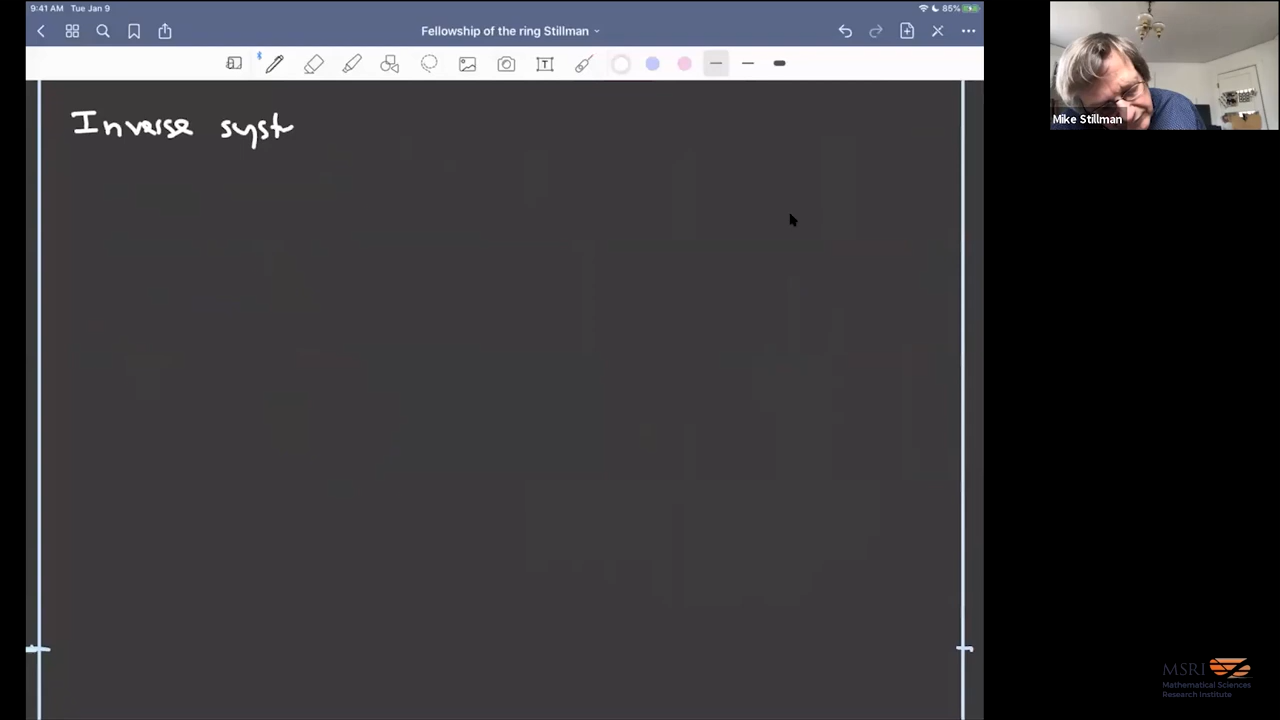 9:41 AM Tue Jan 9
85%
Fellowship of the ring Stillman
T
Inverse syst
Mike Stillman
MSRI
Mathematical Sciences
Research Institute